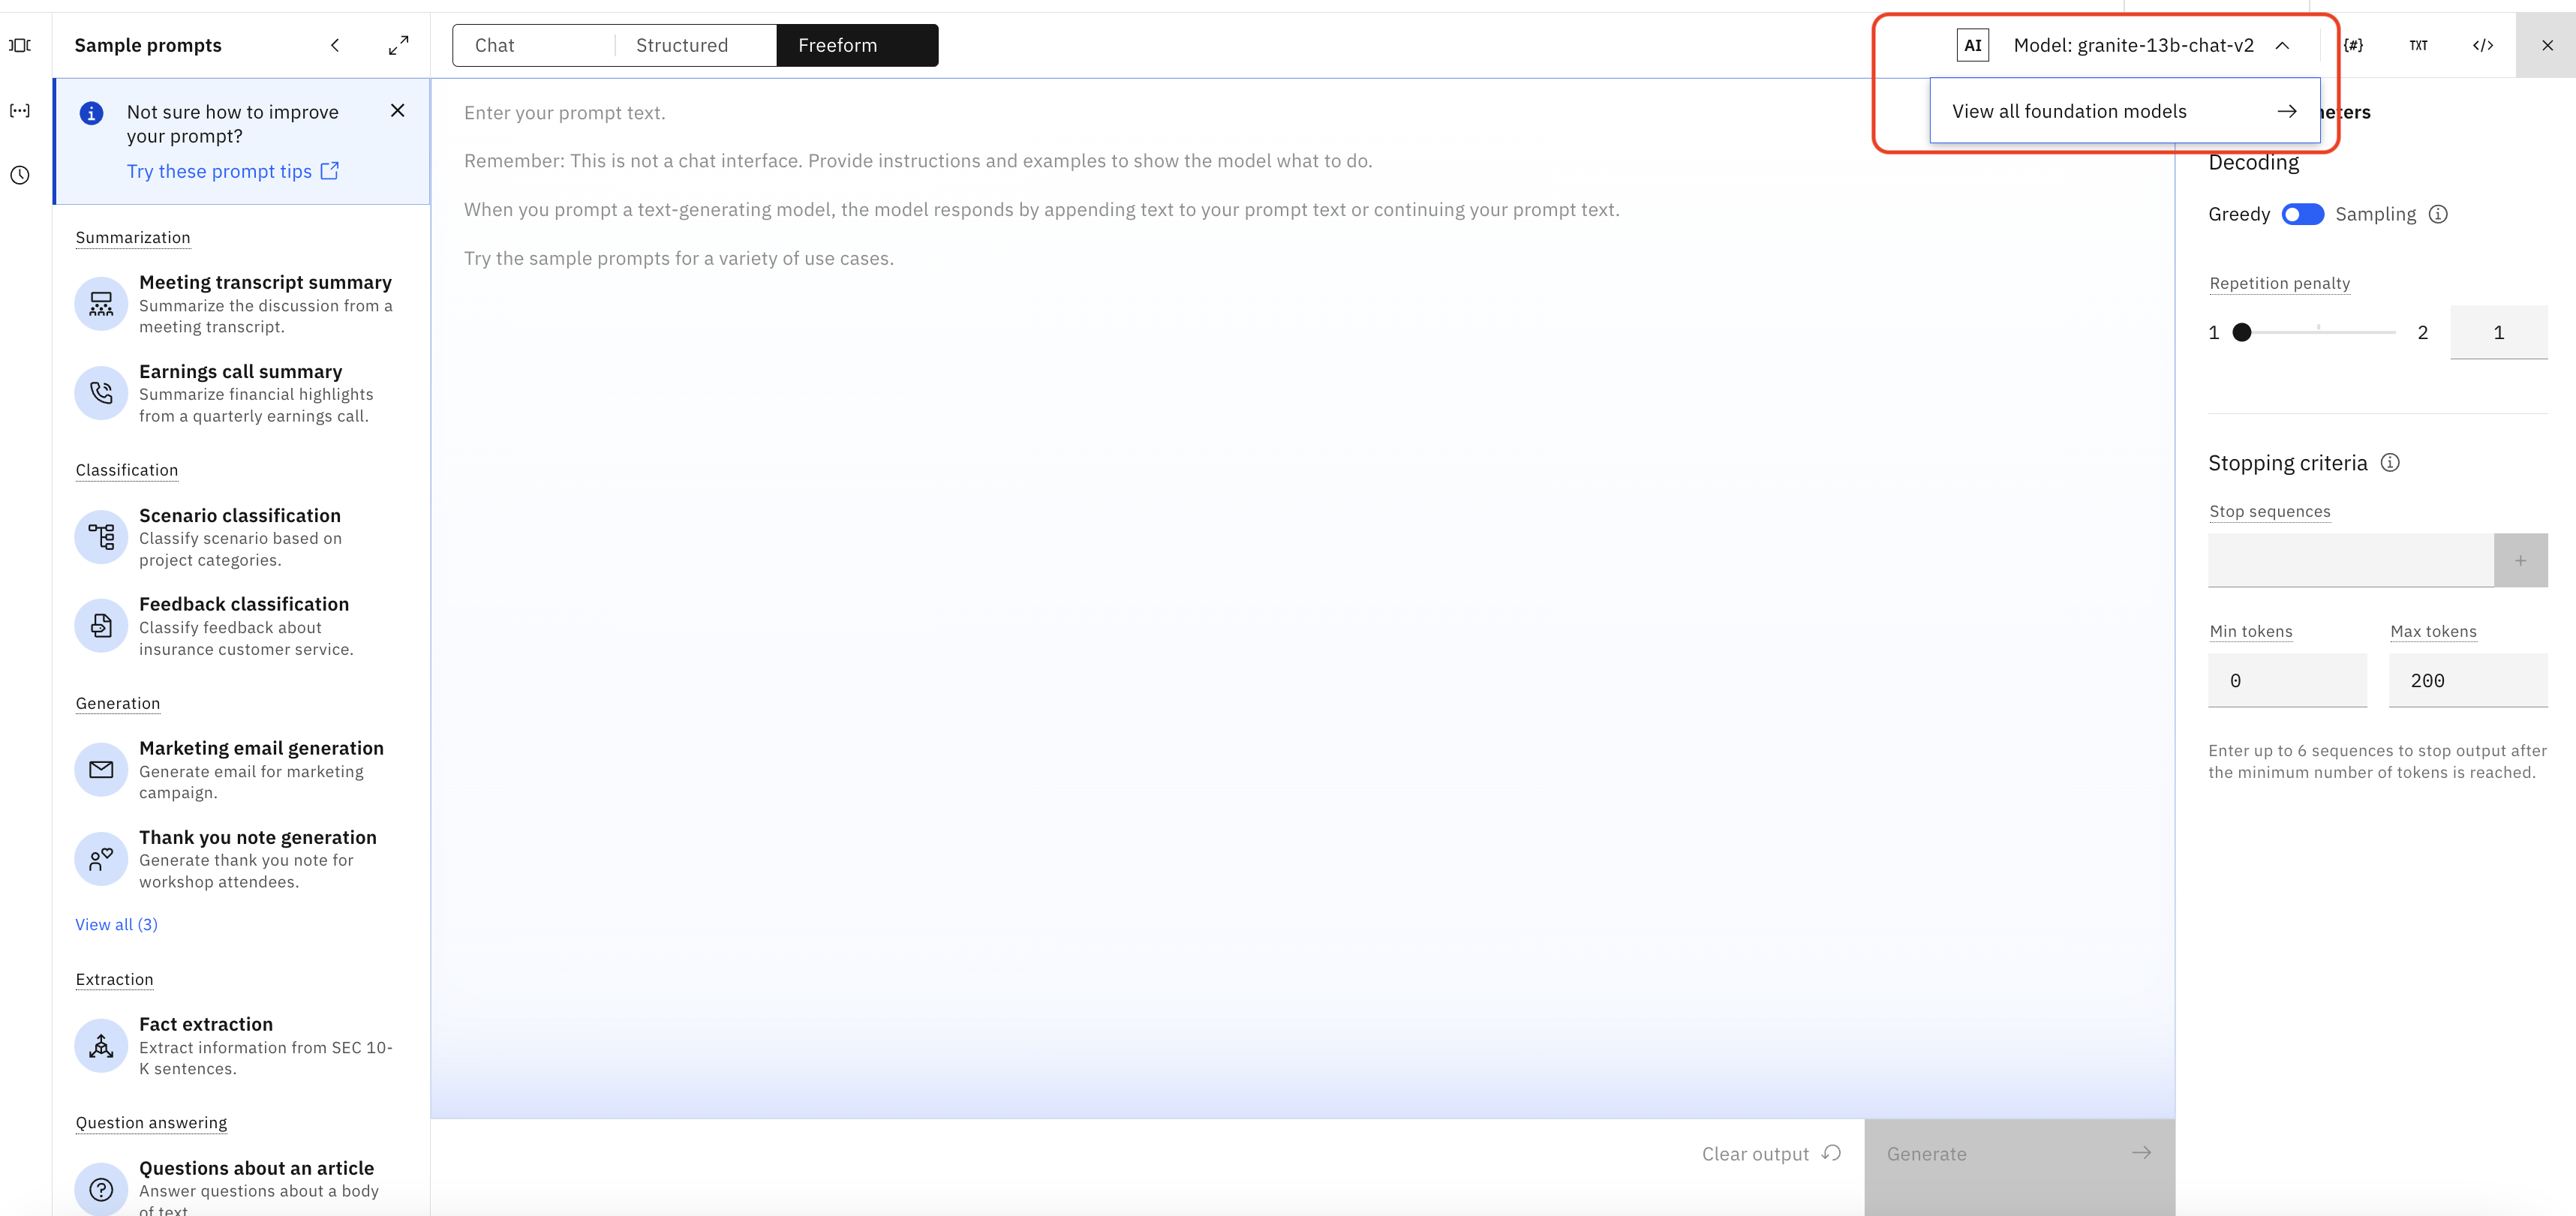 Sample prompts
Not sure how to improve
your prompt?
Try these prompt tips
Summarization
Meeting transcript summary
Summarize the discussion from a
meeting transcript.
Earnings call summary
Summarize financial highlights
from a quarterly earnings call.
Classification
Scenario classification
Classify scenario based on
project categories.
Feedback classification
Classify feedback about
insurance customer service.
Generation
Marketing email generation
Generate email for marketing
campaign.
Thank you note generation
Generate thank you note for
workshop attendees.
View all (3)
Extraction
Fact extraction
Extract information from SEC 10-
K sentences.
Question answering
Questions about an article
Answer questions about a body
of text.
Chat Structured Freeform
AI Model: granite-13b-chat-v2
{#} TXT </>
View all foundation models
Enter your prompt text.
Remember: This is not a chat interface. Provide instructions and examples to show the model what to do.
When you prompt a text-generating model, the model responds by appending text to your prompt text or continuing your prompt text.
Try the sample prompts for a variety of use cases.
Clear output
Generate
Decoding
Greedy Sampling
Repetition penalty
1 2 1
Stopping criteria
Stop sequences
+
Min tokens Max tokens
0 200
Enter up to 6 sequences to stop output after
the minimum number of tokens is reached.